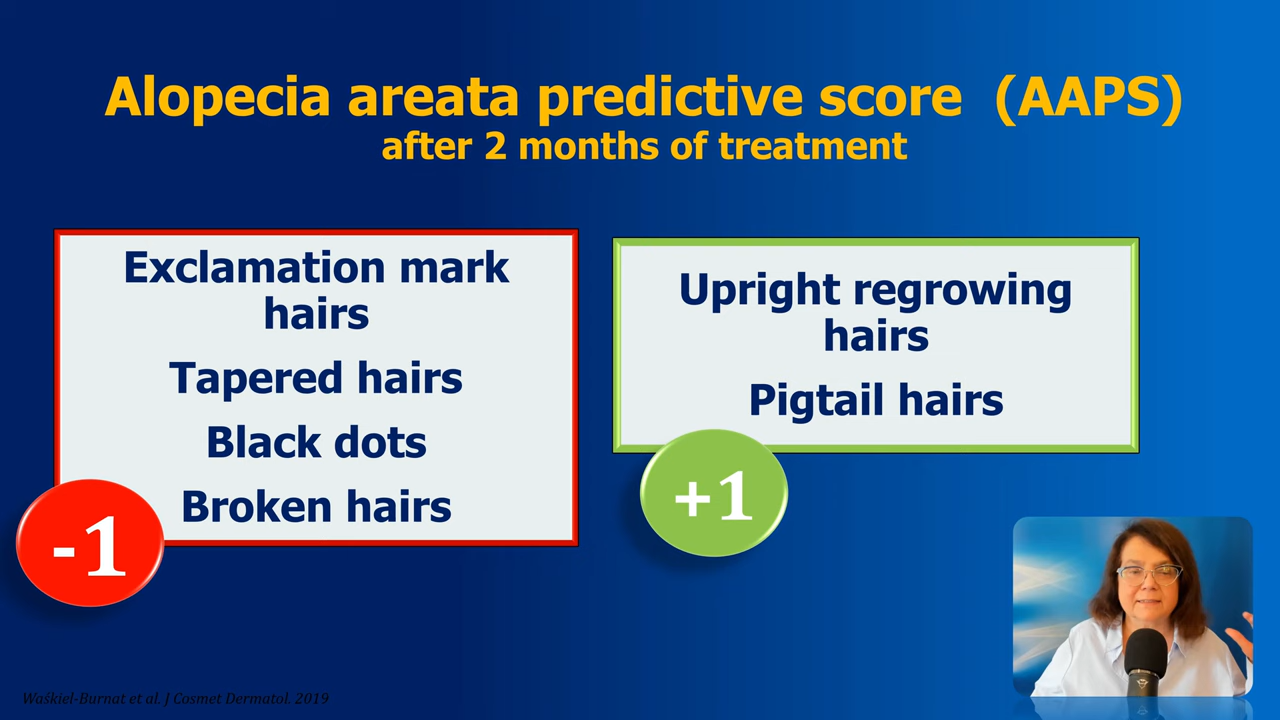 Alopecia areata predictive score (AAPS)
after 2 months of treatment
Exclamation mark
hairs
Tapered hairs
Black dots
Broken hairs
-1
Upright regrowing
hairs
Pigtail hairs
+1
Waśkiel-Burnat et al. J Cosmet Dermatol. 2019